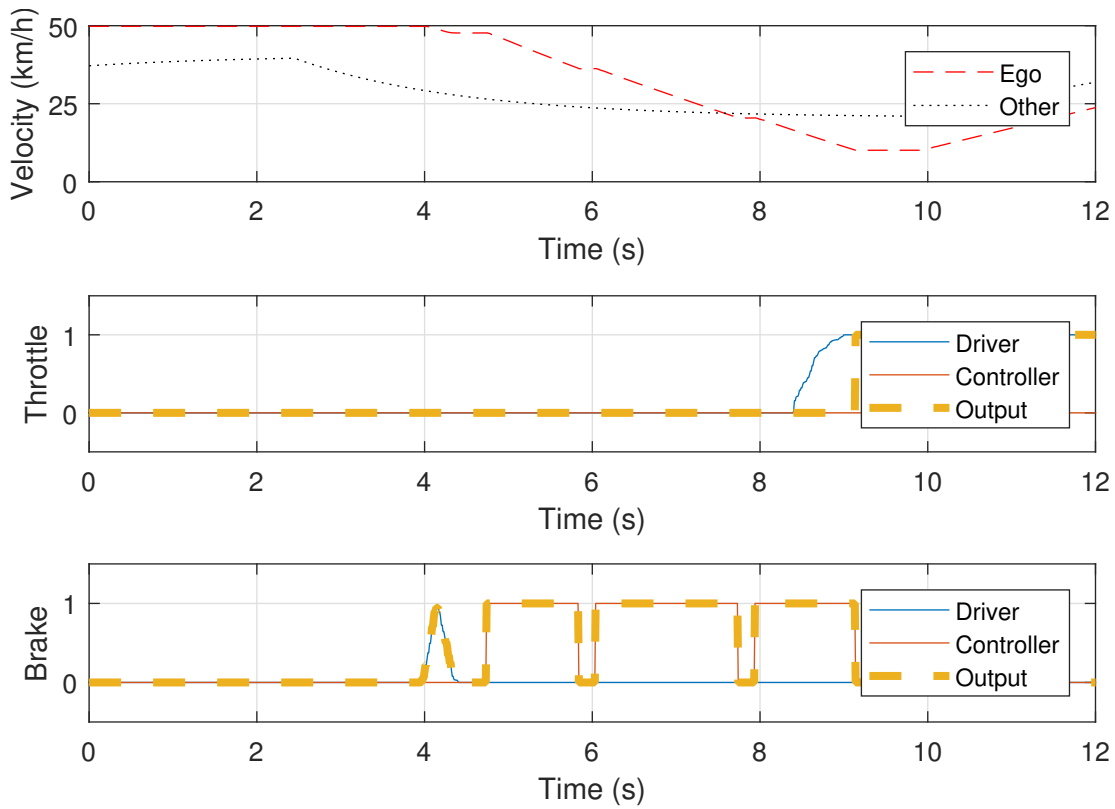 Velocity (km/h)
50
25
0
0 2 4 6 8 10 12
Time (s)
Ego
Other
Throttle
1
0
0 2 4 6 8 10 12
Time (s)
Driver
Controller
Output
Brake
1
0
0 2 4 6 8 10 12
Time (s)
Driver
Controller
Output